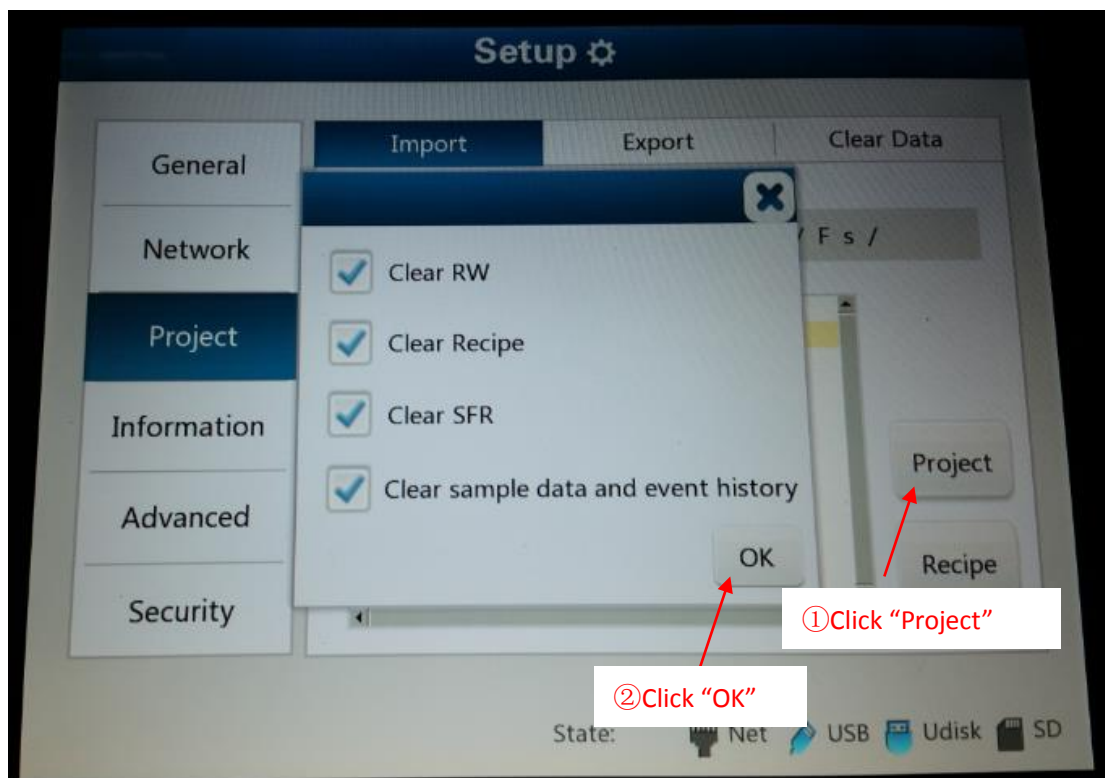 Setup
Import
Export
Clear Data
General
Network
Project
Information
Advanced
Security
/ F s /
Clear RW
Clear Recipe
Clear SFR
Clear sample data and event history
OK
Project
Recipe
①Click “Project”
②Click “OK”
State:
Net
USB
Udisk
SD